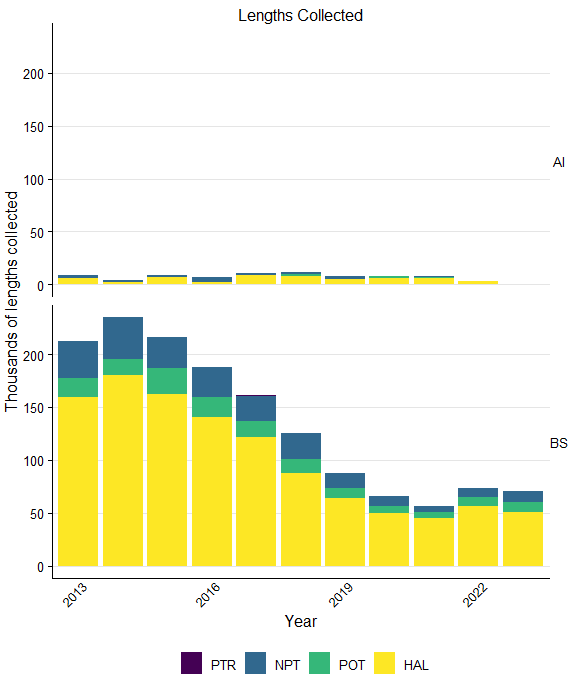 Lengths Collected
Thousands of lengths collected
200
150
100
50
0
AI
200
150
100
50
0
BS
2013 2016 2019 2022
Year
PTR NPT POT HAL